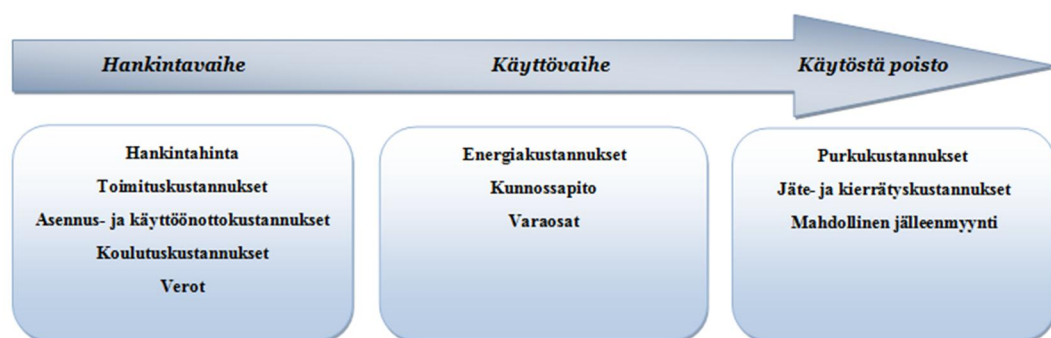 Hankintavaihe
Käyttövaihe
Käytöstä poisto
Hankintahinta
Toimituskustannukset
Asennus- ja käyttöönottokustannukset
Koulutuskustannukset
Verot
Energiakustannukset
Kunnossapito
Varaosat
Purkukustannukset
Jäte- ja kierrätyskustannukset
Mahdollinen jälleenmyynti